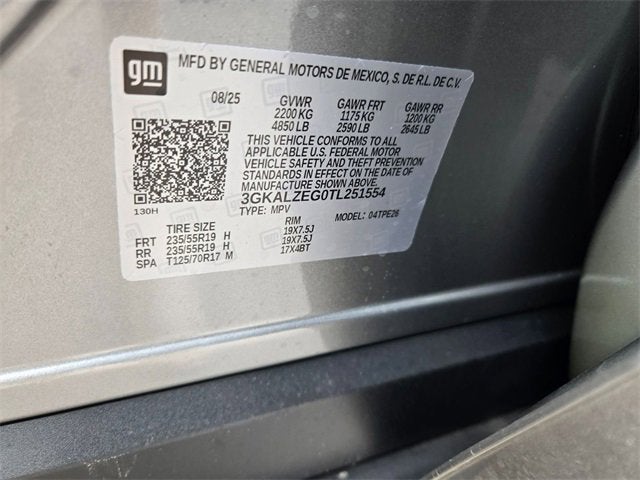 gm
MFD BY GENERAL MOTORS DE MEXICO, S. DE R.L. DE C.V.
08/25 GVWR GAWR FRT GAWR RR
2200 KG 1175 KG 1200 KG
4850 LB 2590 LB 2645 LB
THIS VEHICLE CONFORMS TO ALL
APPLICABLE U.S. FEDERAL MOTOR
VEHICLE SAFETY AND THEFT PREVENTION
STANDARDS IN EFFECT ON THE DATE OF
MANUFACTURE SHOWN ABOVE.
3GKALZEG0TL251554
130H
TYPE: MPV MODEL: 04TPE26
TIRE SIZE RIM
FRT 235/55R19 H 19X7.5J
RR 235/55R19 H 19X7.5J
SPA T125/70R17 M 17X4BT